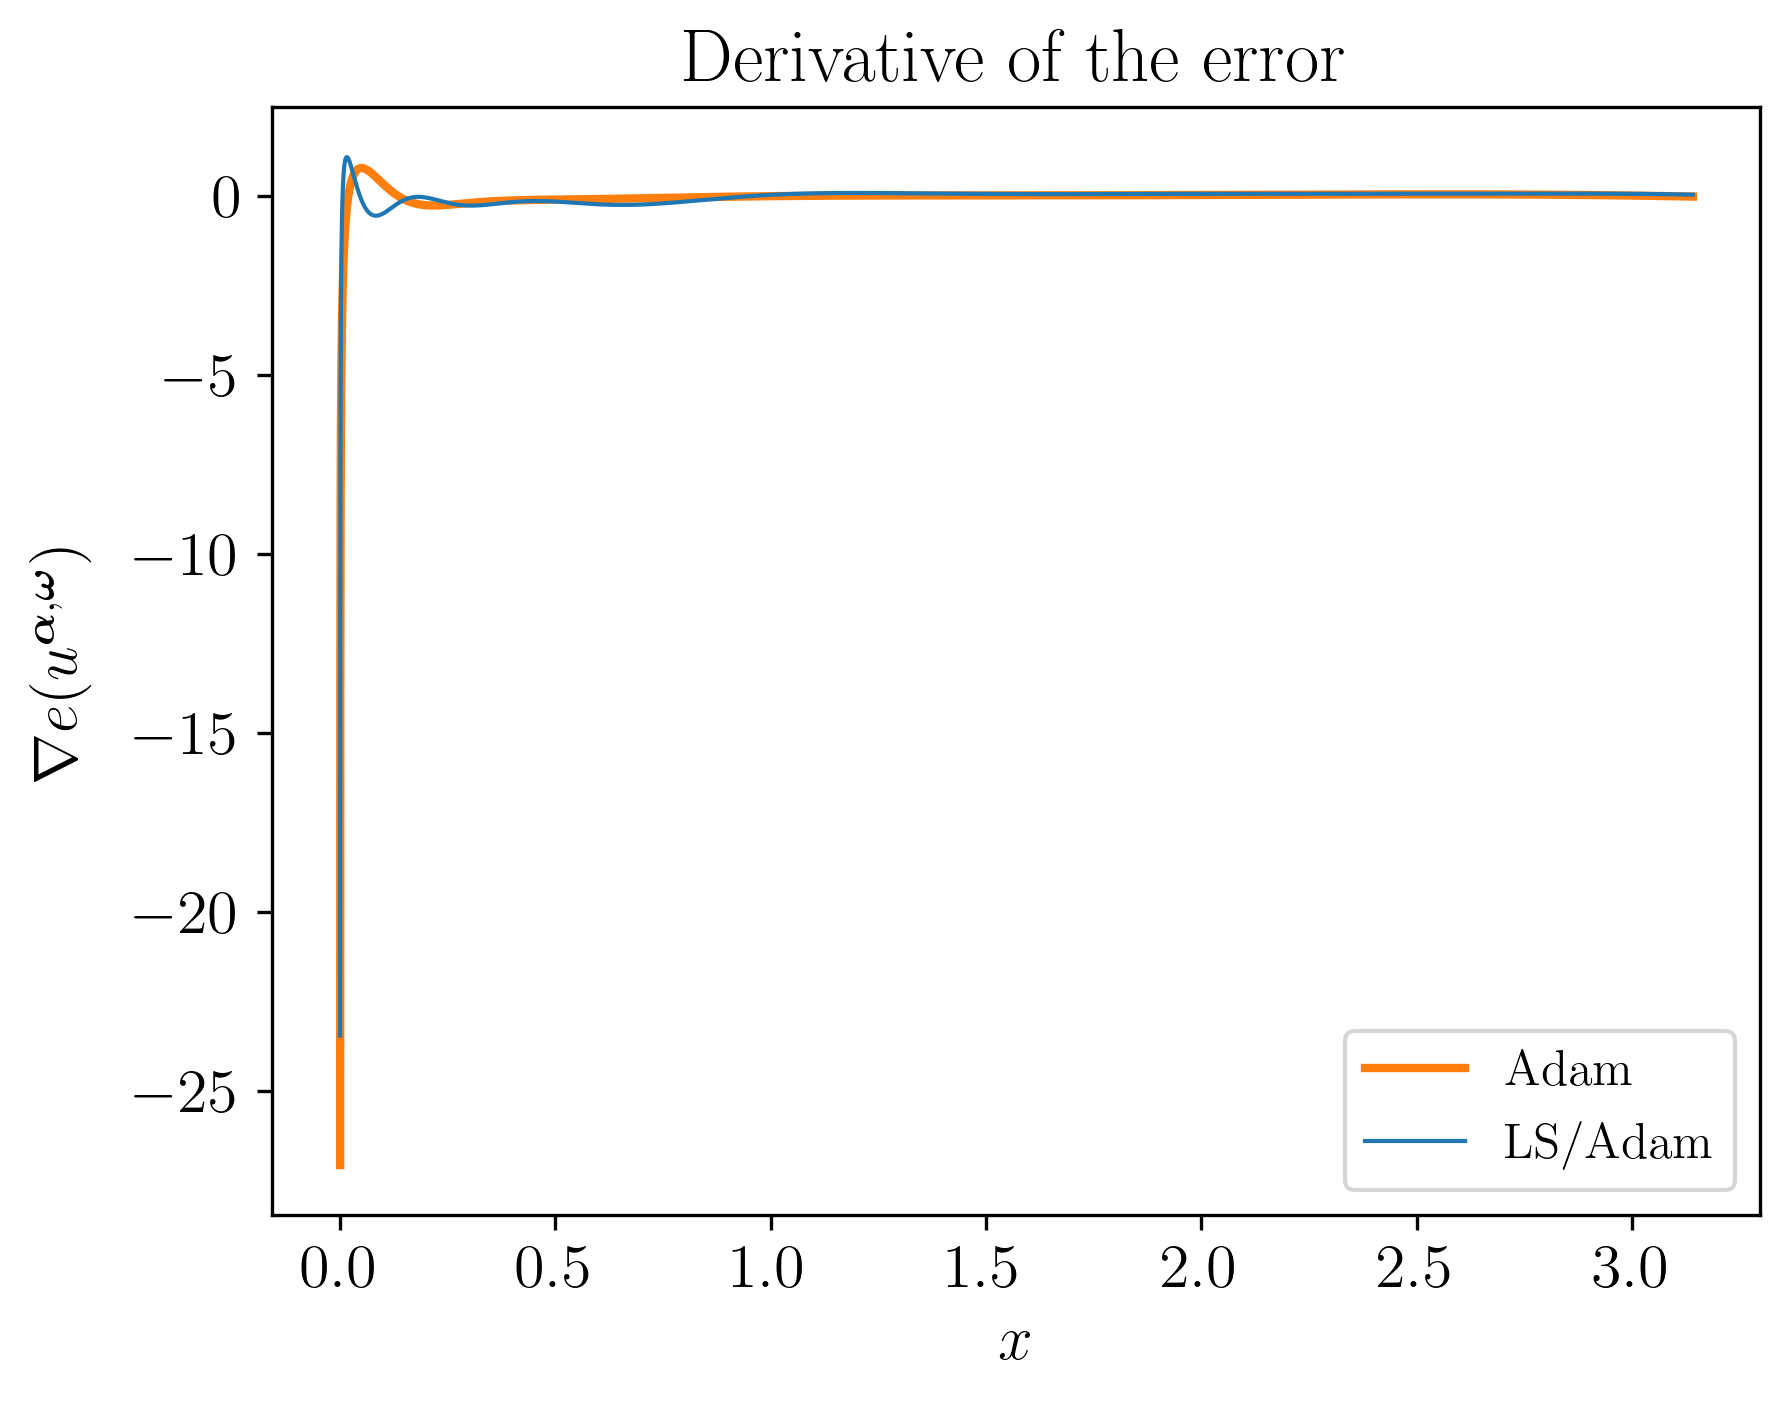 Derivative of the error
∇e(u^{α,ω})
0
−5
−10
−15
−20
−25
0.0 0.5 1.0 1.5 2.0 2.5 3.0
x
Adam
LS/Adam